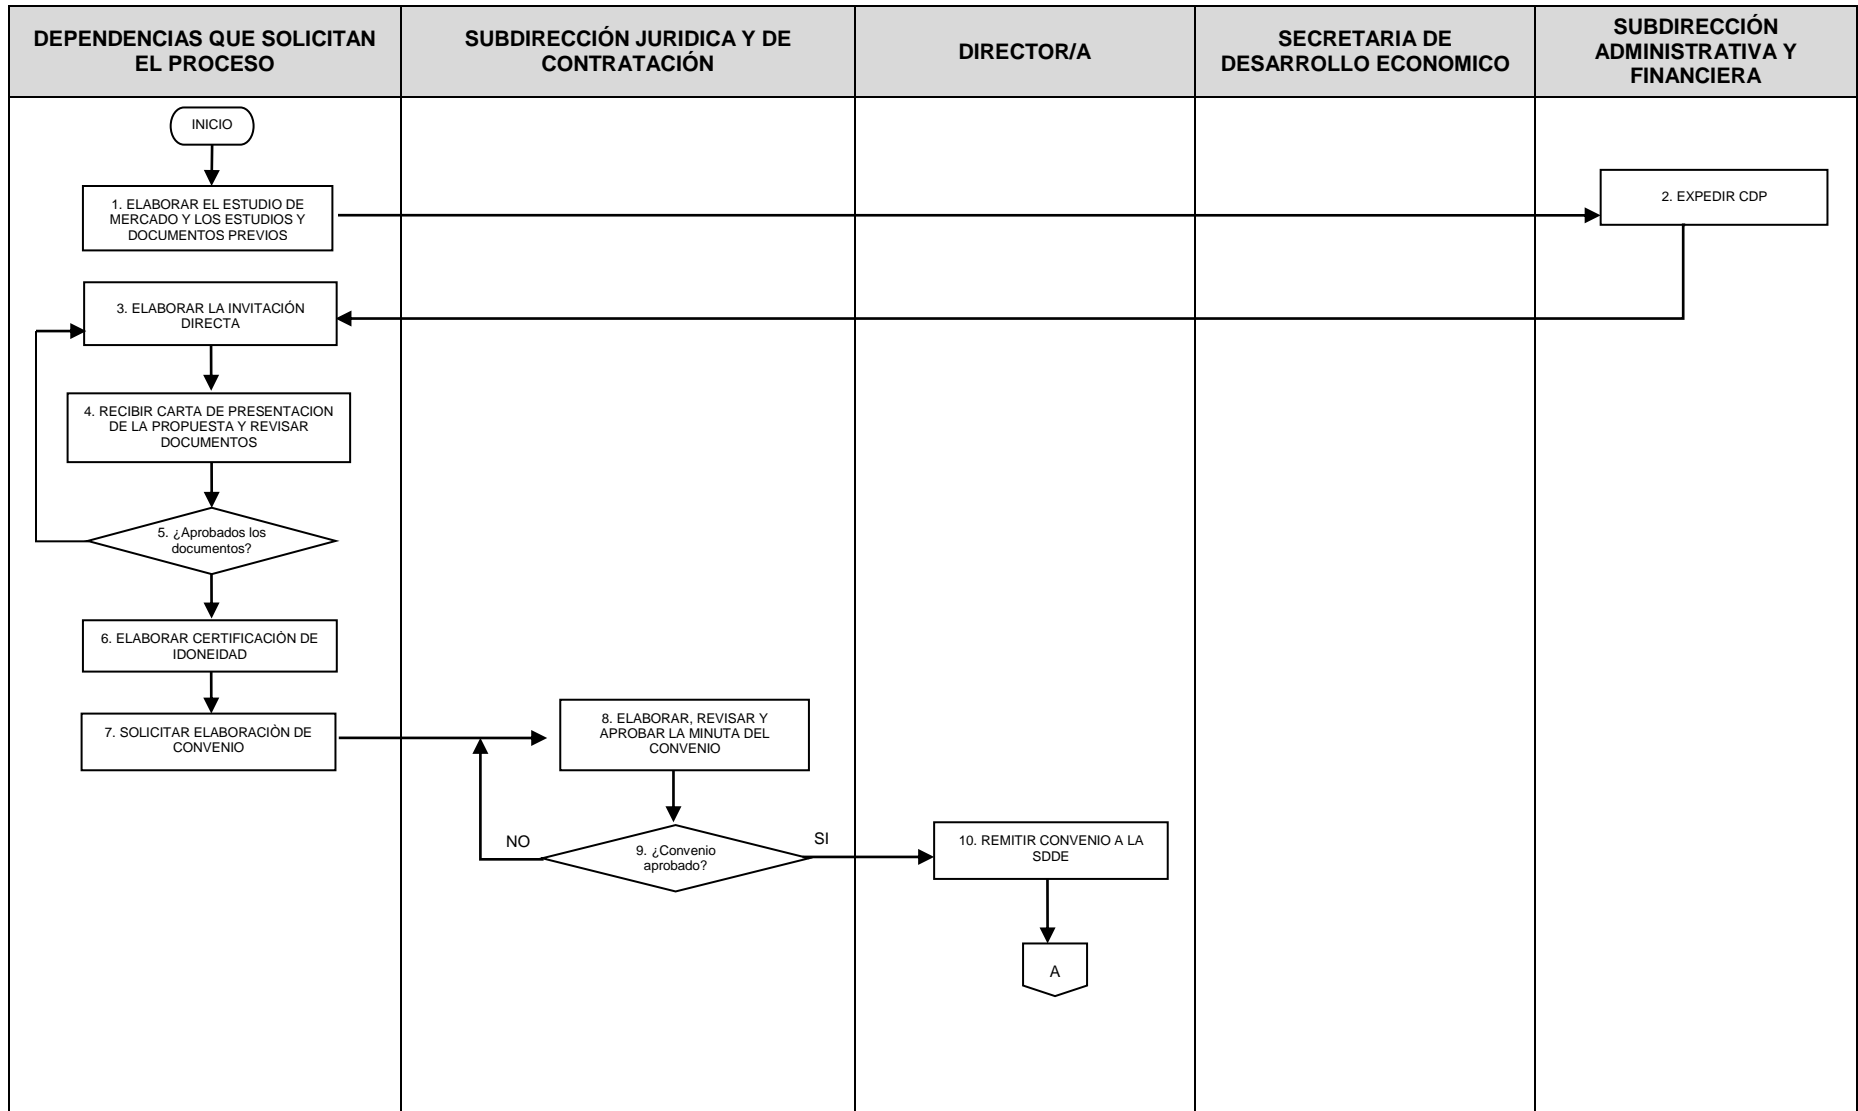 DEPENDENCIAS QUE SOLICITAN
EL PROCESO
SUBDIRECCIÓN JURIDICA Y DE
CONTRATACIÓN
DIRECTOR/A
SECRETARIA DE
DESARROLLO ECONOMICO
SUBDIRECCIÓN
ADMINISTRATIVA Y
FINANCIERA
INICIO
1. ELABORAR EL ESTUDIO DE
MERCADO Y LOS ESTUDIOS Y
DOCUMENTOS PREVIOS
2. EXPEDIR CDP
3. ELABORAR LA INVITACIÓN
DIRECTA
4. RECIBIR CARTA DE PRESENTACION
DE LA PROPUESTA Y REVISAR
DOCUMENTOS
5. ¿Aprobados los
documentos?
6. ELABORAR CERTIFICACIÒN DE
IDONEIDAD
7. SOLICITAR ELABORACIÒN DE
CONVENIO
8. ELABORAR, REVISAR Y
APROBAR LA MINUTA DEL
CONVENIO
NO
9. ¿Convenio
aprobado?
SI
10. REMITIR CONVENIO A LA
SDDE
A